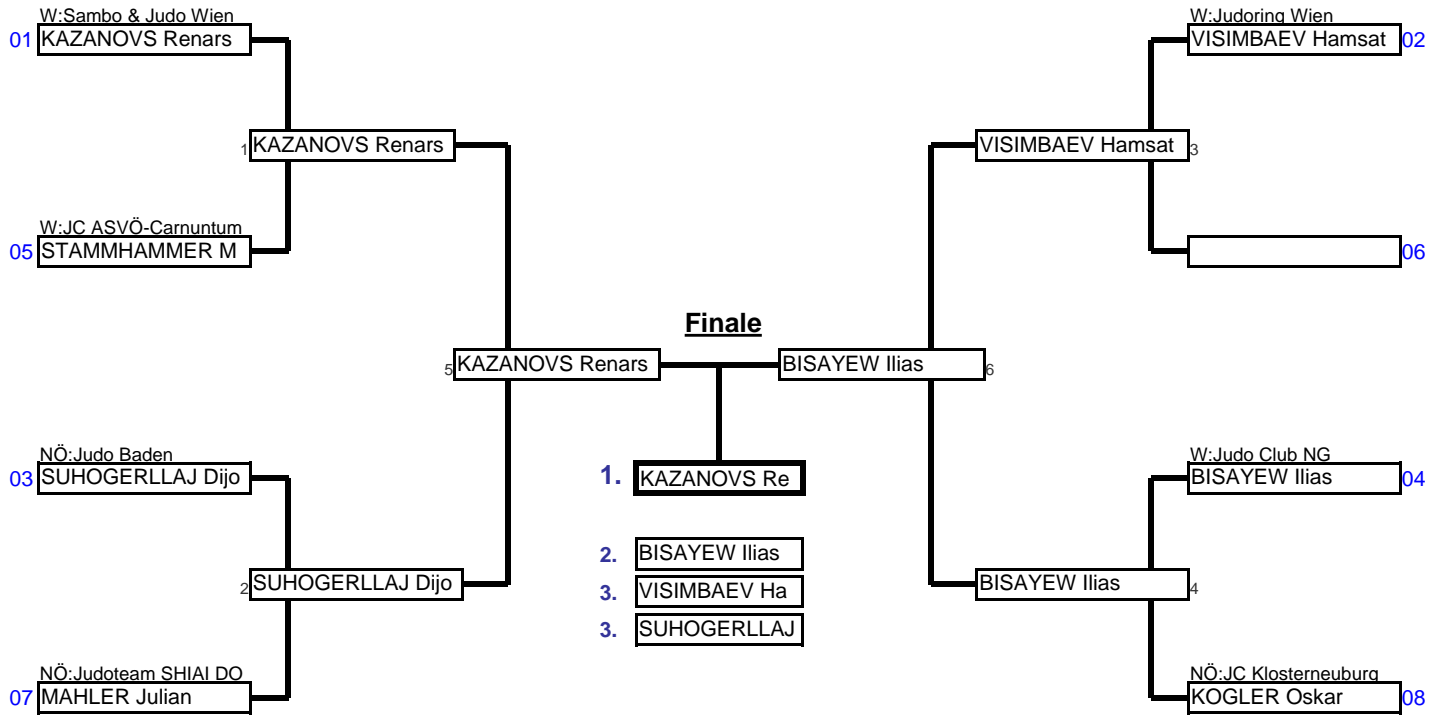 W:Sambo & Judo Wien
01 KAZANOVS Renars
W:Judoring Wien
VISIMBAEV Hamsat 02
1 KAZANOVS Renars
VISIMBAEV Hamsat 3
W:JC ASVÖ-Carnuntum
05 STAMMHAMMER M
06
Finale
5 KAZANOVS Renars
BISAYEW Ilias 6
NÖ:Judo Baden
03 SUHOGERLLAJ Dijo
1. KAZANOVS Re
W:Judo Club NG
BISAYEW Ilias 04
2. BISAYEW Ilias
2 SUHOGERLLAJ Dijo
3. VISIMBAEV Ha
BISAYEW Ilias 4
3. SUHOGERLLAJ
NÖ:Judoteam SHIAI DO
07 MAHLER Julian
NÖ:JC Klosterneuburg
KOGLER Oskar 08